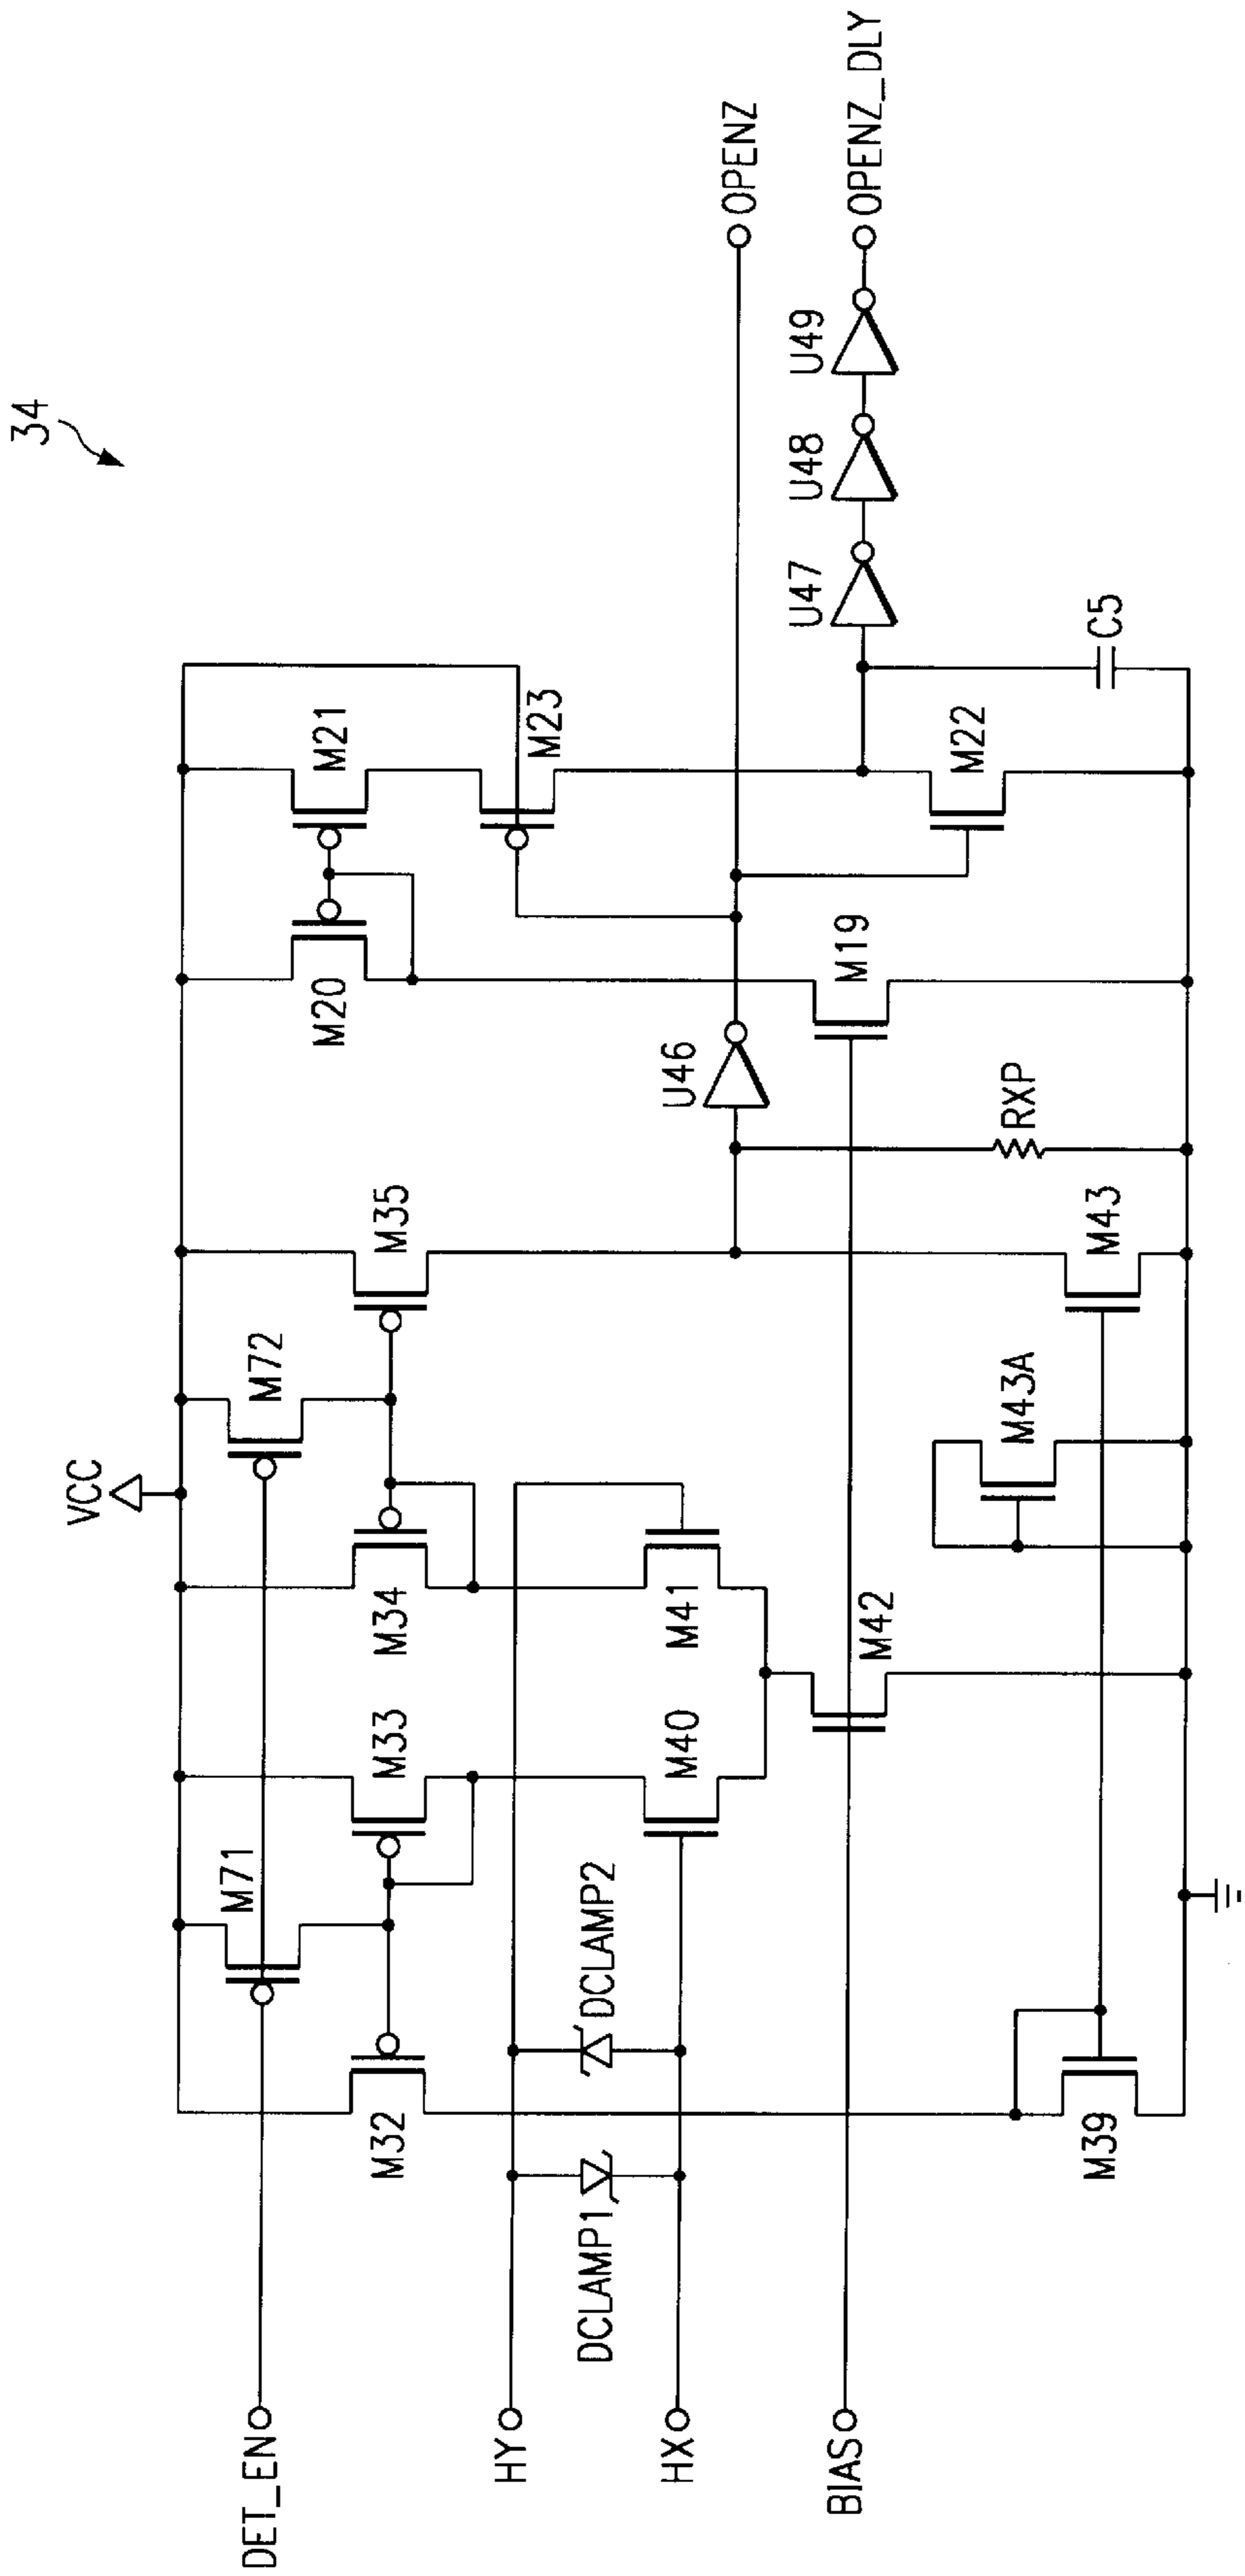 34
VCC
M71
M72
M32
M33
M34
M35
M20
M21
M23
DET_EN
HY
HX
BIAS
DCLAMP1
DCLAMP2
M40
M41
M42
M39
M43A
M43
RXP
U46
M19
M22
C5
U47
U48
U49
OPENZ
OPENZ_DLY